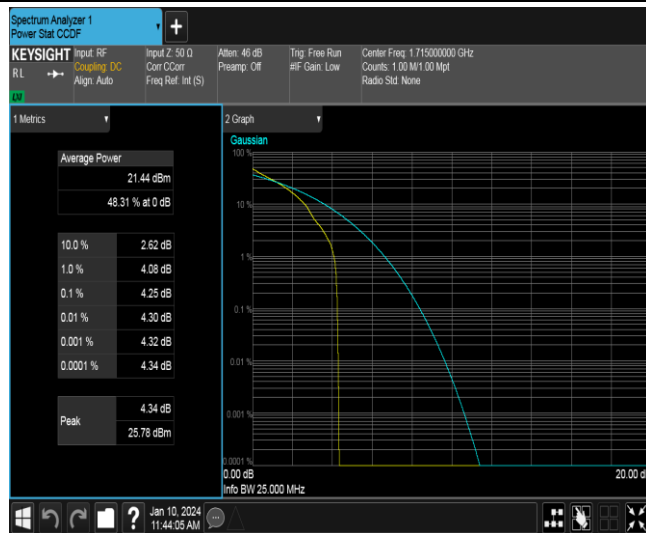 Spectrum Analyzer 1
Power Stat CCDF
+
KEYSIGHT
RL
Input: RF
Coupling: DC
Align: Auto
Input Z: 50 Ω
Corr CCorr
Freq Ref: Int (S)
Atten: 46 dB
Preamp: Off
Trig: Free Run
#IF Gain: Low
Center Freq: 1.715000000 GHz
Counts: 1.00 M/1.00 Mpt
Radio Std: None
1 Metrics
Average Power
21.44 dBm
48.31 % at 0 dB
10.0 % 2.62 dB
1.0 % 4.08 dB
0.1 % 4.25 dB
0.01 % 4.30 dB
0.001 % 4.32 dB
0.0001 % 4.34 dB
Peak
4.34 dB
25.78 dBm
2 Graph
Gaussian
100 %
10 %
1 %
0.1 %
0.01 %
0.001 %
0.0001 %
0.00 dB
20.00 d
Info BW 25.000 MHz
?
Jan 10, 2024
11:44:05 AM